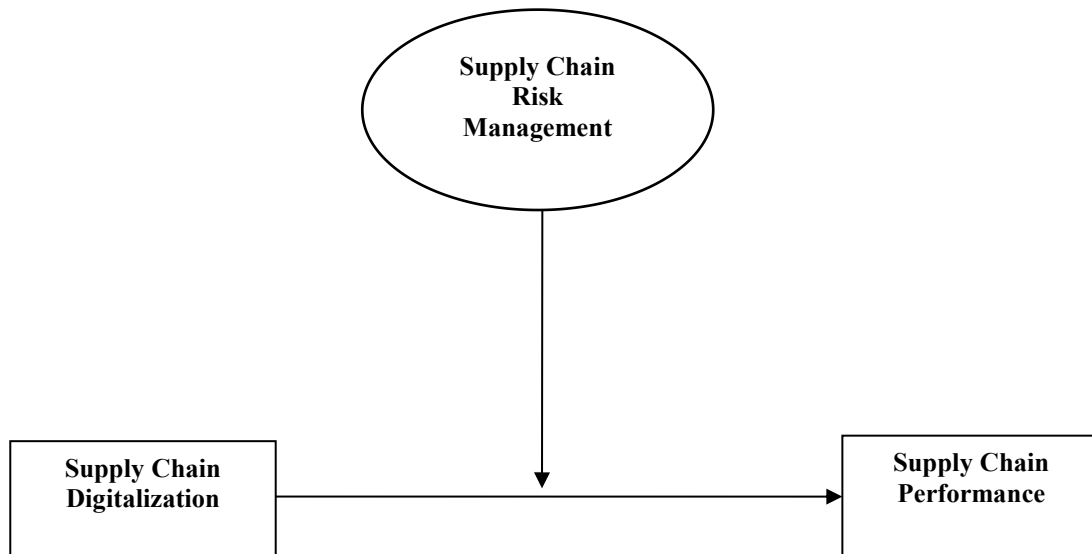 Supply Chain
Risk
Management
Supply Chain
Digitalization
Supply Chain
Performance